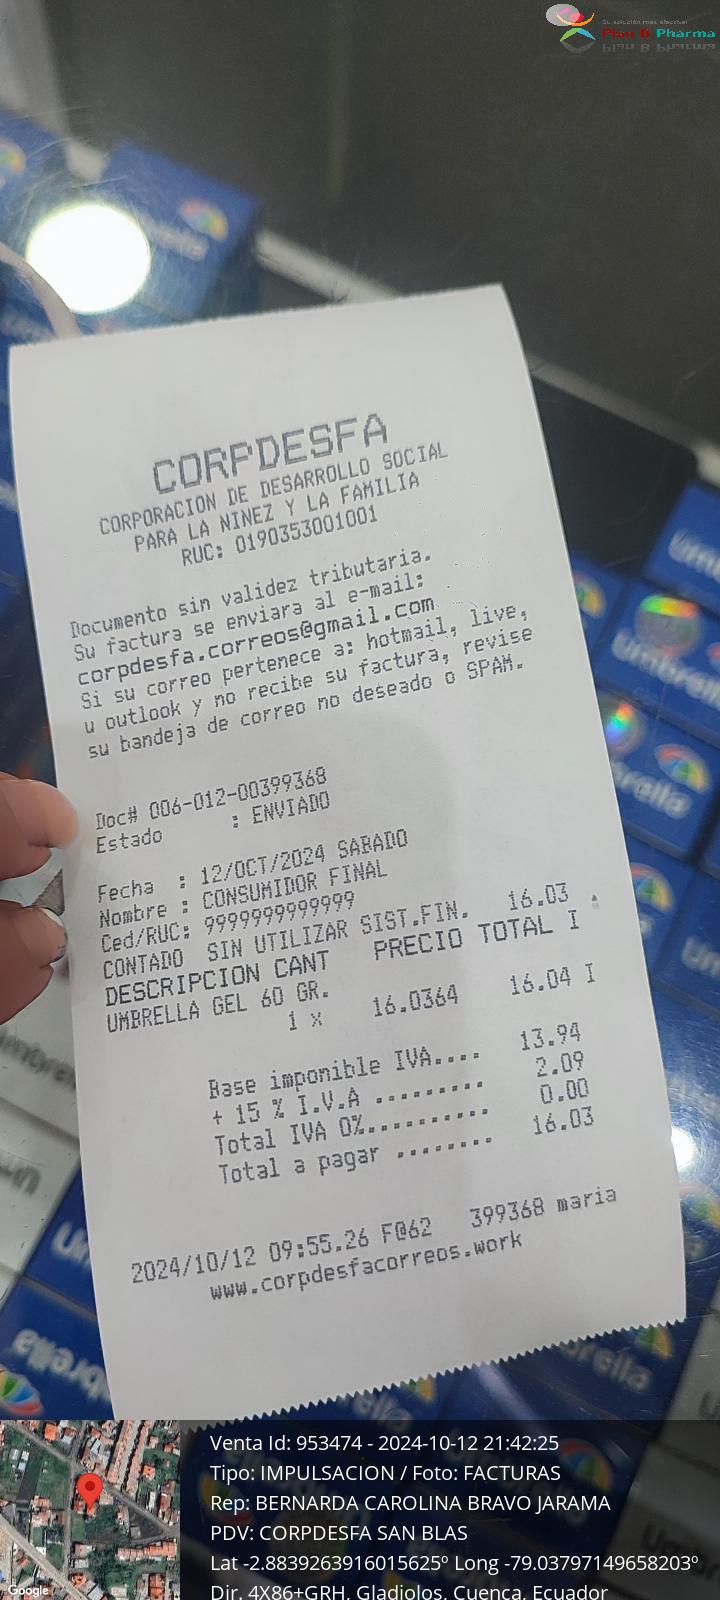 Su solución más efectiva!
Plan B Pharma
CORPDESFA
CORPORACION DE DESARROLLO SOCIAL
PARA LA NINEZ Y LA FAMILIA
RUC: 0190353001001
Documento sin validez tributaria.
Su factura se enviara al e-mail:
corpdesfa.correos@gmail.com
Si su correo pertenece a: hotmail, live,
u outlook y no recibe su factura, revise
su bandeja de correo no deseado o SPAM.
Doc# 006-012-00399368
Estado : ENVIADO
Fecha : 12/OCT/2024 SABADO
Nombre : CONSUMIDOR FINAL
Ced/RUC: 9999999999999
CONTADO SIN UTILIZAR SIST.FIN. 16.03 .
DESCRIPCION CANT PRECIO TOTAL I
UMBRELLA GEL 60 GR.
1 x 16.0364 16.04 I
Base imponible IVA.... 13.94
+ 15 % I.V.A ......... 2.09
Total IVA 0%.......... 0.00
Total a pagar ........ 16.03
2024/10/12 09:55.26 F@62 399368 maria
www.corpdesfacorreos.work
Umbrella
Venta Id: 953474 - 2024-10-12 21:42:25
Tipo: IMPULSACION / Foto: FACTURAS
Rep: BERNARDA CAROLINA BRAVO JARAMA
PDV: CORPDESFA SAN BLAS
Lat -2.8839263916015625º Long -79.03797149658203º
Dir. 4X86+GRH, Gladiolos, Cuenca, Ecuador
Google